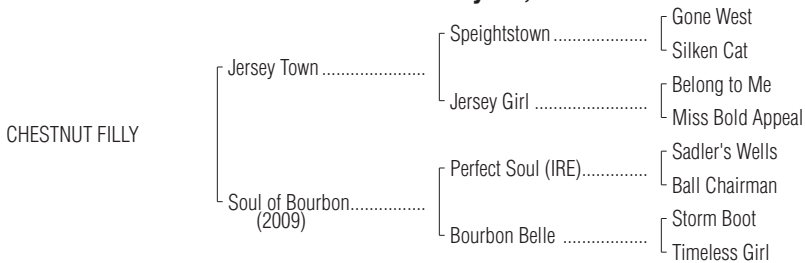 Gone West
Speightstown ..................
Silken Cat
Jersey Town ......................
Belong to Me
Jersey Girl .....................
Miss Bold Appeal
CHESTNUT FILLY
Sadler's Wells
Perfect Soul (IRE)..............
Ball Chairman
Soul of Bourbon................
(2009)
Storm Boot
Bourbon Belle ..................
Timeless Girl